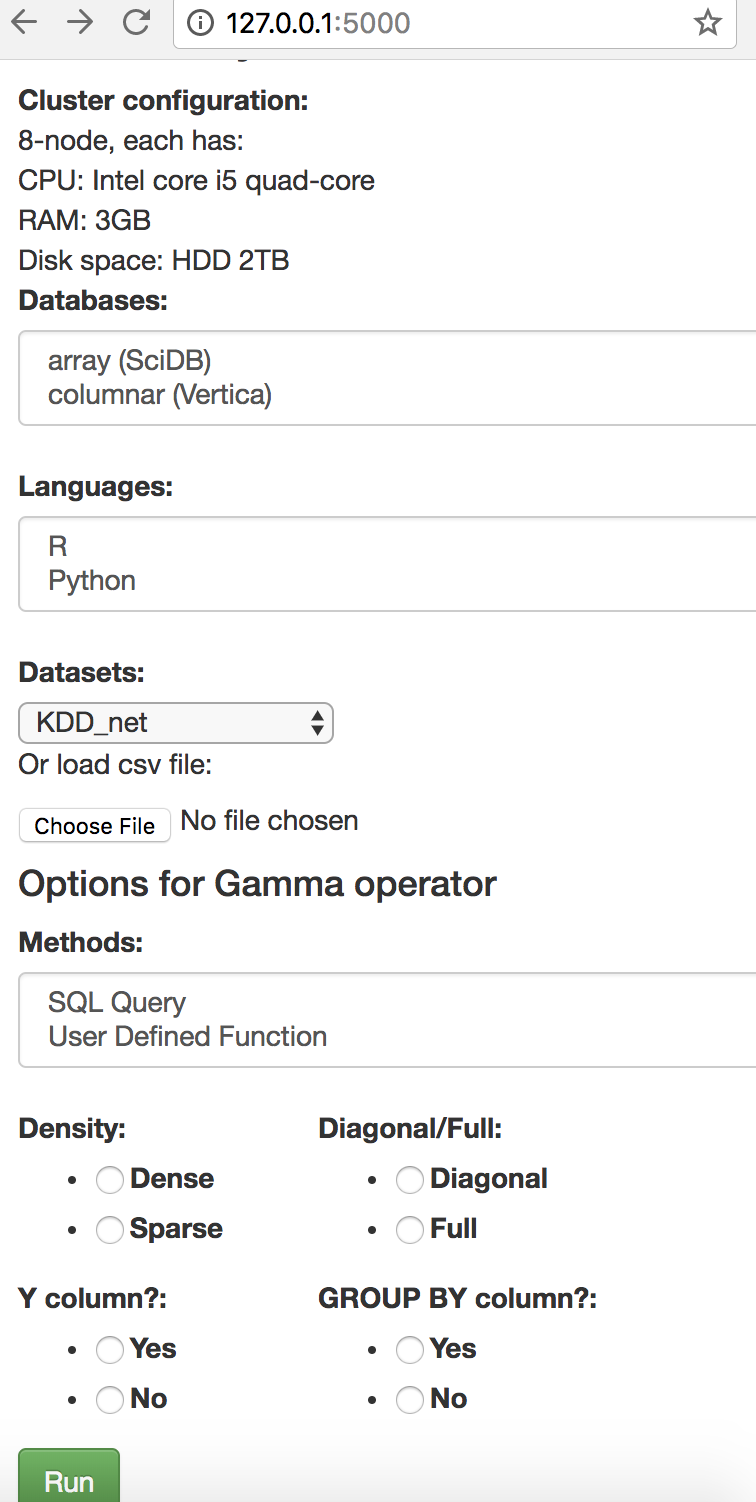 127.0.0.1:5000
Cluster configuration:
8-node, each has:
CPU: Intel core i5 quad-core
RAM: 3GB
Disk space: HDD 2TB
Databases:
array (SciDB)
columnar (Vertica)
Languages:
R
Python
Datasets:
KDD_net
Or load csv file:
Choose File No file chosen
Options for Gamma operator
Methods:
SQL Query
User Defined Function
Density: Diagonal/Full:
Dense Diagonal
Sparse Full
Y column?: GROUP BY column?:
Yes Yes
No No
Run